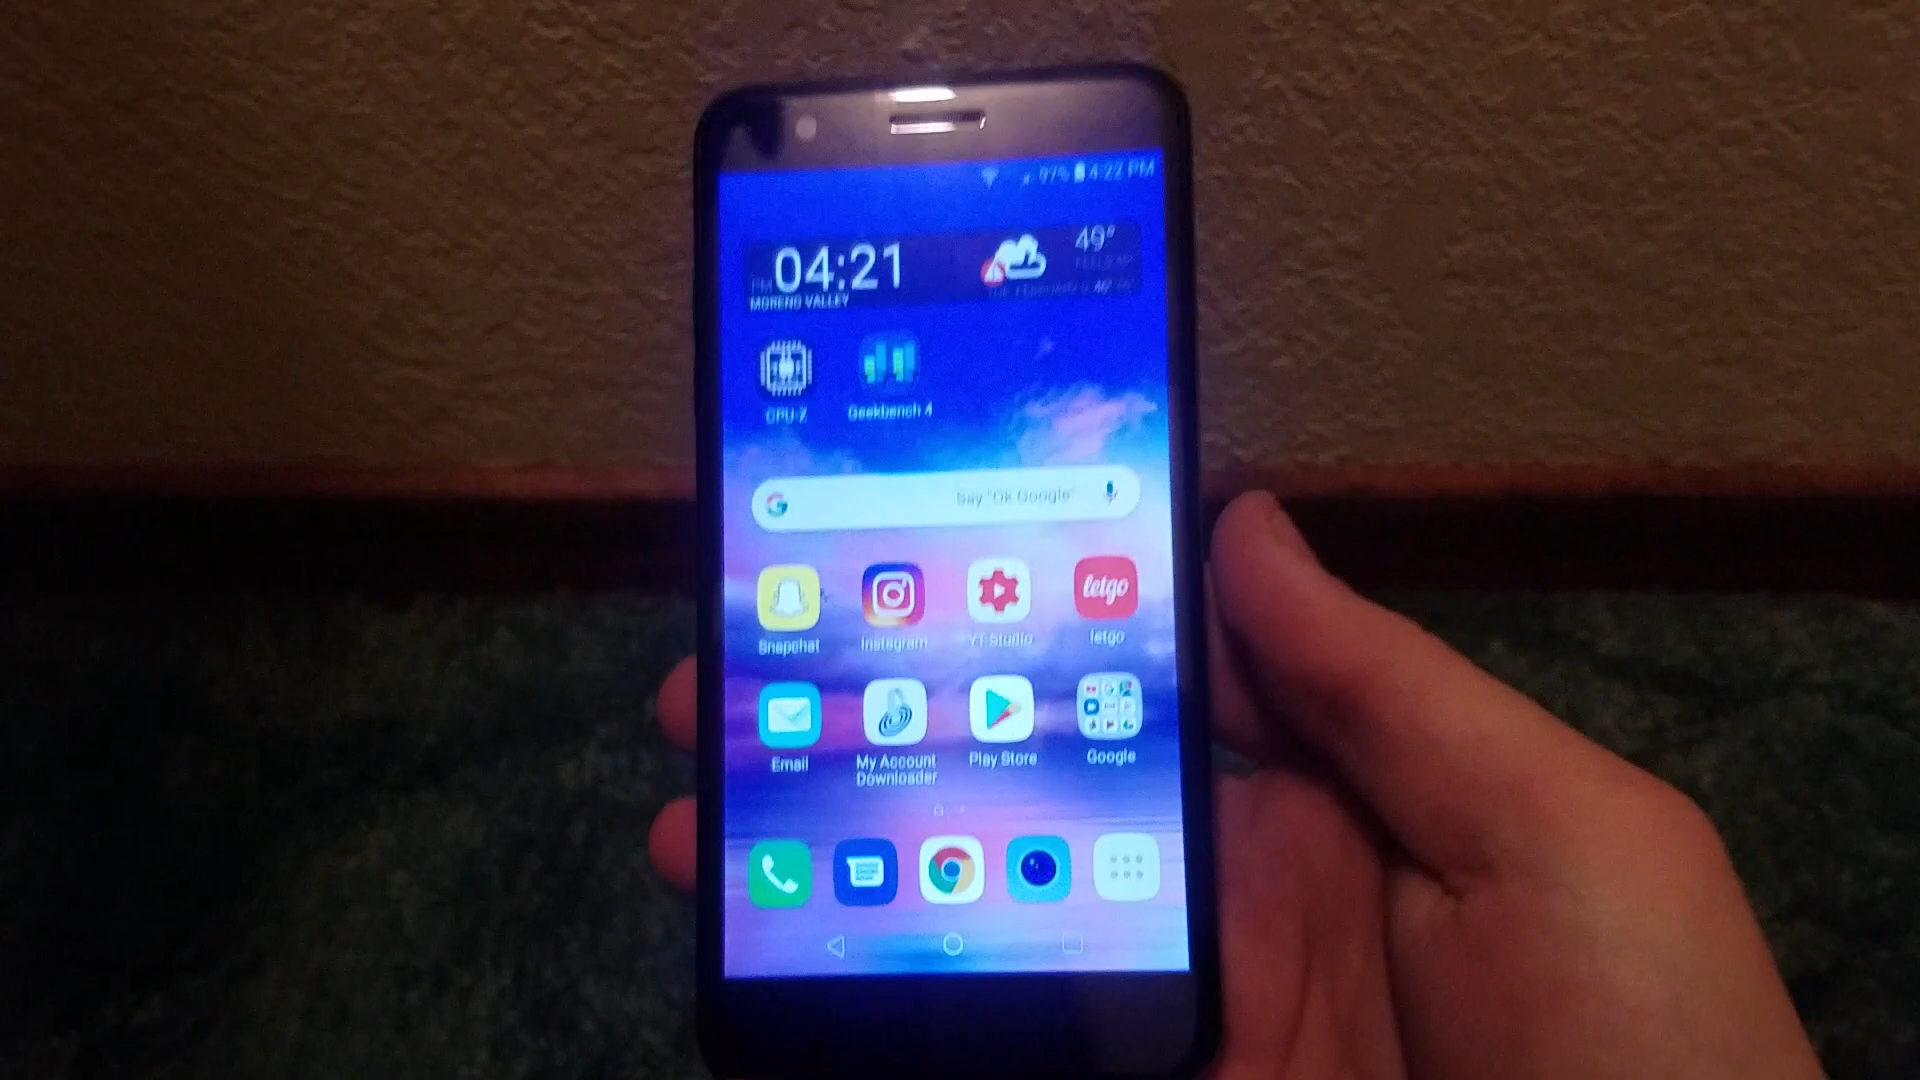 97% 4:22 PM
PM 04:21
49°
MORENO VALLEY
CPU-Z Geekbench 4
G Say "Ok Google"
letgo
Snapchat Instagram YT Studio letgo
Email My Account Downloader Play Store Google